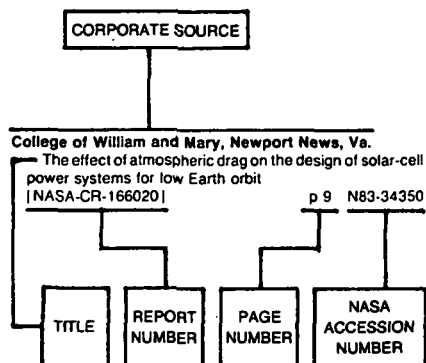 CORPORATE SOURCE
College of William and Mary, Newport News, Va.
The effect of atmospheric drag on the design of solar-cell
power systems for low Earth orbit
|NASA-CR-166020| p 9 N83-34350
TITLE
REPORT
NUMBER
PAGE
NUMBER
NASA
ACCESSION
NUMBER